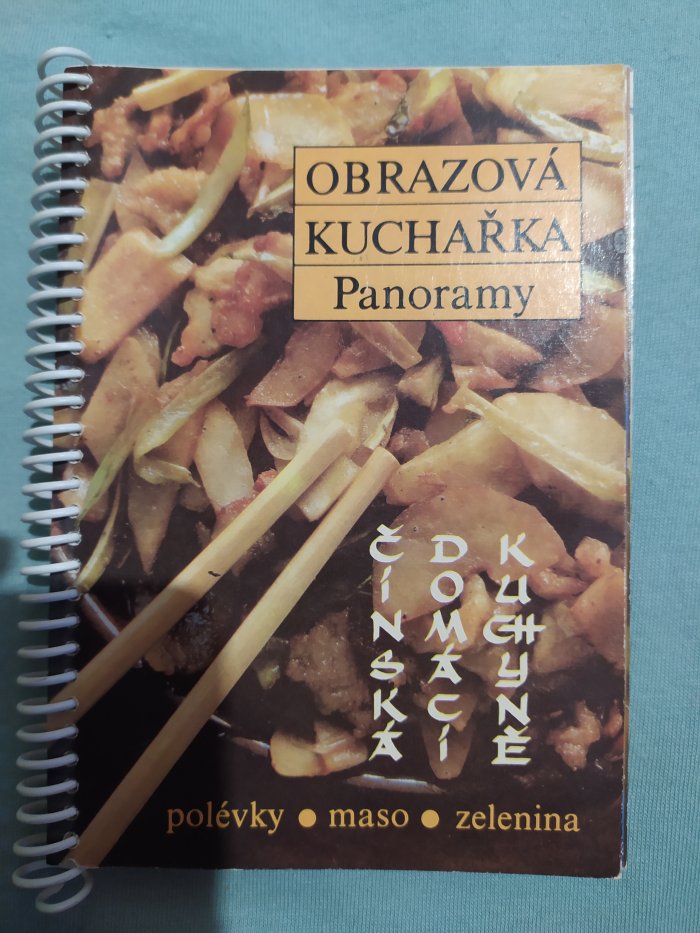 OBRAZOVÁ
KUCHAŘKA
Panoramy
ČÍNSKÁ
DOMÁCÍ
KUCHYNĚ
polévky • maso • zelenina